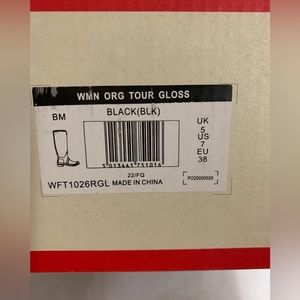 WMN ORG TOUR GLOSS
BM
BLACK(BLK)
UK
5
US
7
EU
38
5013441751016
22/FQ
WFT1026RGL MADE IN CHINA